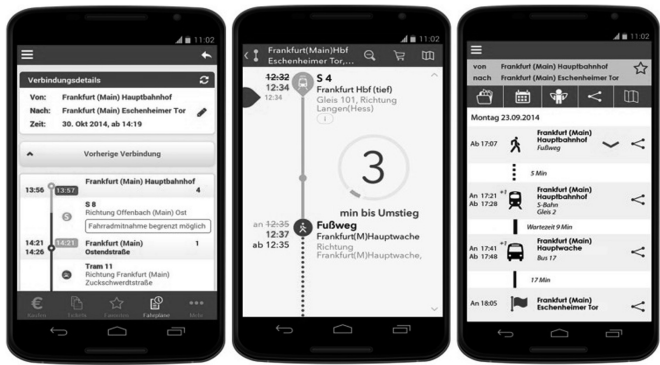 11:02
Verbindungsdetails
Von: Frankfurt (Main) Hauptbahnhof
Nach: Frankfurt (Main) Eschenheimer Tor
Zeit: 30. Okt 2014, ab 14:19
Vorherige Verbindung
Frankfurt (Main) Hauptbahnhof
13:56 13:57 4
S 8
Richtung Offenbach (Main) Ost
Fahrradmitnahme begrenzt möglich
14:21 14:21 Frankfurt (Main) 1
14:26 Ostendstraße
Tram 11
Richtung Frankfurt (Main)
Zuckschwerdtstraße
Kaufen Tickets Favoriten Fahrpläne Mehr
11:02
Frankfurt(Main)Hbf
Eschenheimer Tor,...
12:32 S 4
12:34 Frankfurt Hbf (tief)
12:34 Gleis 101, Richtung
Langen(Hess)
i
3
min bis Umstieg
an 12:35 Fußweg
12:37 Frankfurt(M)Hauptwache
ab 12:35 Richtung
Frankfurt(M)Hauptwache,
11:02
von Frankfurt (Main) Hauptbahnhof
nach Frankfurt (Main) Eschenheimer Tor
Montag 23.09.2014
Ab 17:07 Frankfurt (Main)
Hauptbahnhof
Fußweg
5 Min
An 17:21 Frankfurt (Main)
Ab 17:28 Hauptbahnhof
S-Bahn
Gleis 2
Wartezeit 9 Min
An 17:41 Frankfurt (Main)
Ab 17:48 Hauptwache
Bus 17
17 Min
An 18:05 Frankfurt (Main)
Eschenheimer Tor